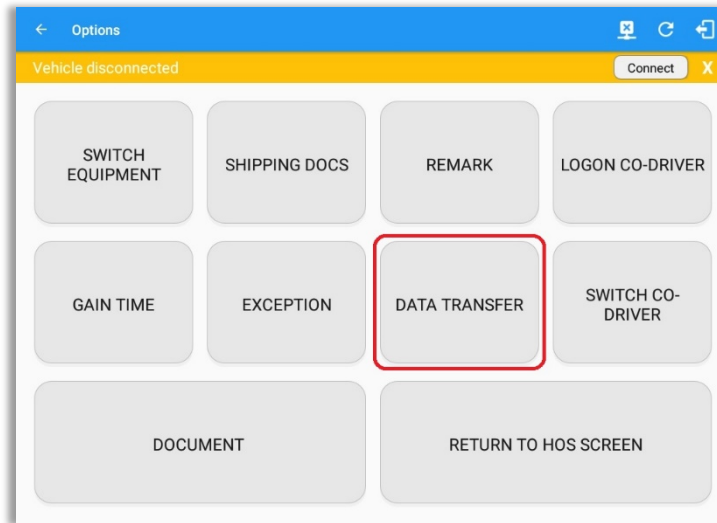 Options
Vehicle disconnected
Connect
X
SWITCH
EQUIPMENT
SHIPPING DOCS
REMARK
LOGON CO-DRIVER
GAIN TIME
EXCEPTION
DATA TRANSFER
SWITCH CO-
DRIVER
DOCUMENT
RETURN TO HOS SCREEN